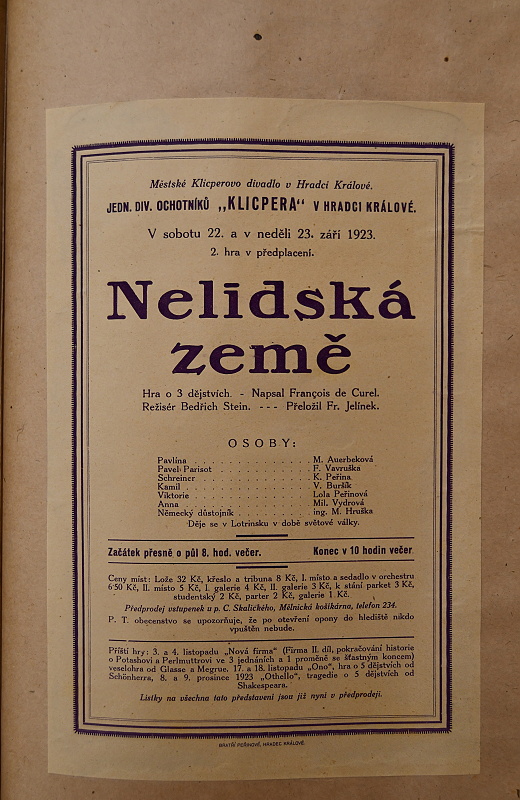 Městské Klicperovo divadlo v Hradci Králové.
JEDN. DIV. OCHOTNÍKŮ „KLICPERA“ V HRADCI KRÁLOVÉ.
V sobotu 22. a v neděli 23. září 1923.
2. hra v předplacení.
Nelidská
země
Hra o 3 dějstvích. - Napsal François de Curel.
Režisér Bedřich Stein. --- Přeložil Fr. Jelínek.
OSOBY:
Pavlína . . . . . . . . . . . . M. Auerbeková
Pavel Parisot . . . . . . . . . . F. Vavruška
Schreiner . . . . . . . . . . . K. Peřina
Kamil . . . . . . . . . . . . V. Buršík
Viktorie . . . . . . . . . . . Lola Peřinová
Anna . . . . . . . . . . . . Mil. Vydrová
Německý důstojník . . . . . . . . ing. M. Hruška
Děje se v Lotrinsku v době světové války.
Začátek přesně o půl 8. hod. večer. Konec v 10 hodin večer
Ceny míst: Lože 32 Kč, křeslo a tribuna 8 Kč, I. místo a sedadlo v orchestru
6·50 Kč, II. místo 5 Kč, I. galerie 4 Kč, II. galerie 3 Kč, k stání parket 3 Kč,
studentský 2 Kč, parter 2 Kč, galerie 1 Kč.
Předprodej vstupenek u p. C. Skalického, Mělnická košikárna, telefon 234.
P. T. obecenstvo se upozorňuje, že po otevření opony do hlediště nikdo
vpuštěn nebude.
Příští hry: 3. a 4. listopadu „Nová firma“ (Firma II. díl, pokračování historie
o Potashovi a Perlmuttrovi ve 3 jednáních a 1 proměně se šťastným koncem)
veselohra od Glasse a Megrue. 17. a 18. listopadu „Ono“, hra o 5 dějstvích od
Schönherra, 8. a 9. prosince 1923 „Othello“, tragedie o 5 dějstvích od
Shakespeara.
Lístky na všechna tato představení jsou již nyní v předprodeji.
BRATŘÍ PEŘINOVÉ, HRADEC KRÁLOVÉ.